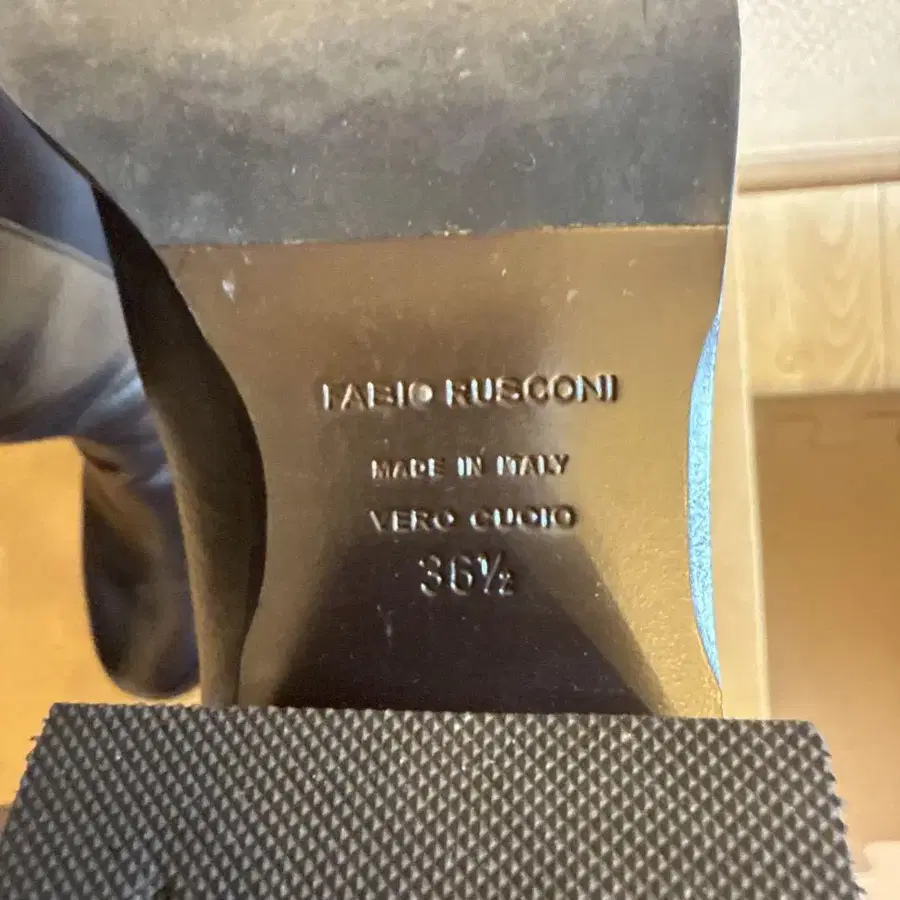 FABIO RUSCONI
MADE IN ITALY
VERO CUOIO
36½